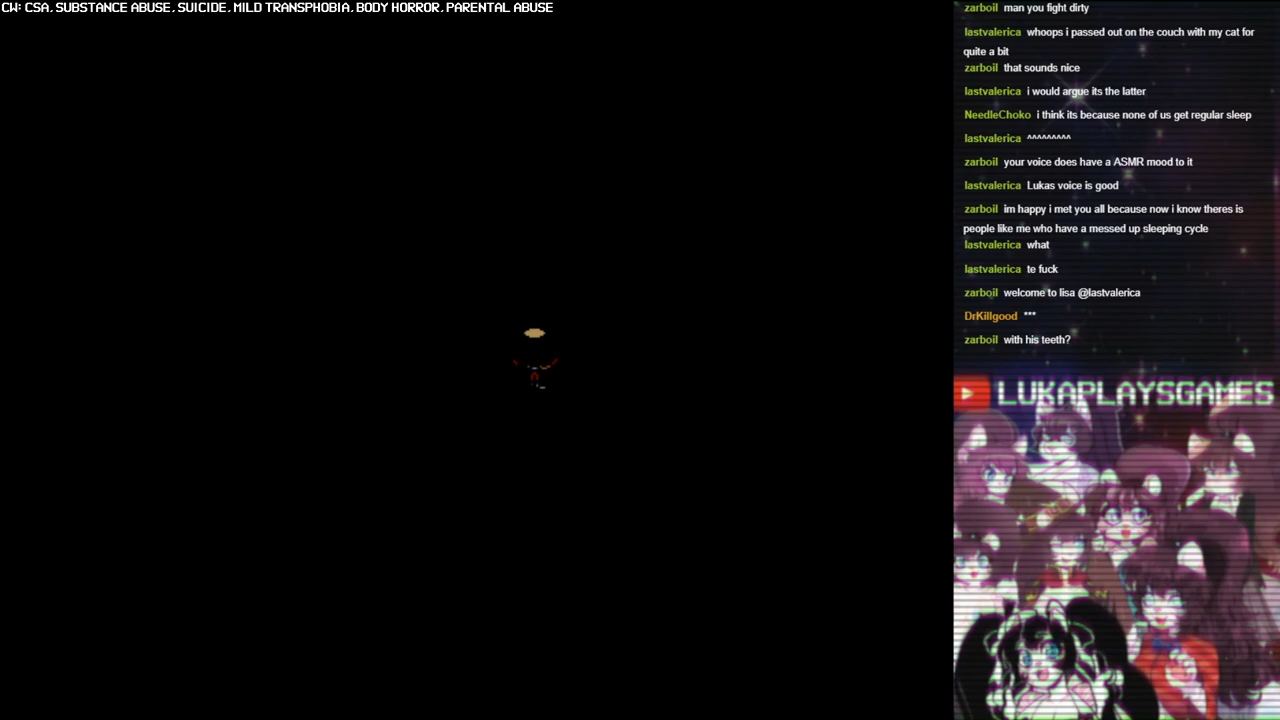 CW: CSA, SUBSTANCE ABUSE, SUICIDE, MILD TRANSPHOBIA, BODY HORROR, PARENTAL ABUSE
zarboil man you fight dirty
lastvalerica whoops i passed out on the couch with my cat for
quite a bit
zarboil that sounds nice
lastvalerica i would argue its the latter
NeedleChoko i think its because none of us get regular sleep
lastvalerica ^^^^^^^^^
zarboil your voice does have a ASMR mood to it
lastvalerica Lukas voice is good
zarboil im happy i met you all because now i know theres is
people like me who have a messed up sleeping cycle
lastvalerica what
lastvalerica te fuck
zarboil welcome to lisa @lastvalerica
DrKillgood ***
zarboil with his teeth?
LUKAPLAYSGAMES